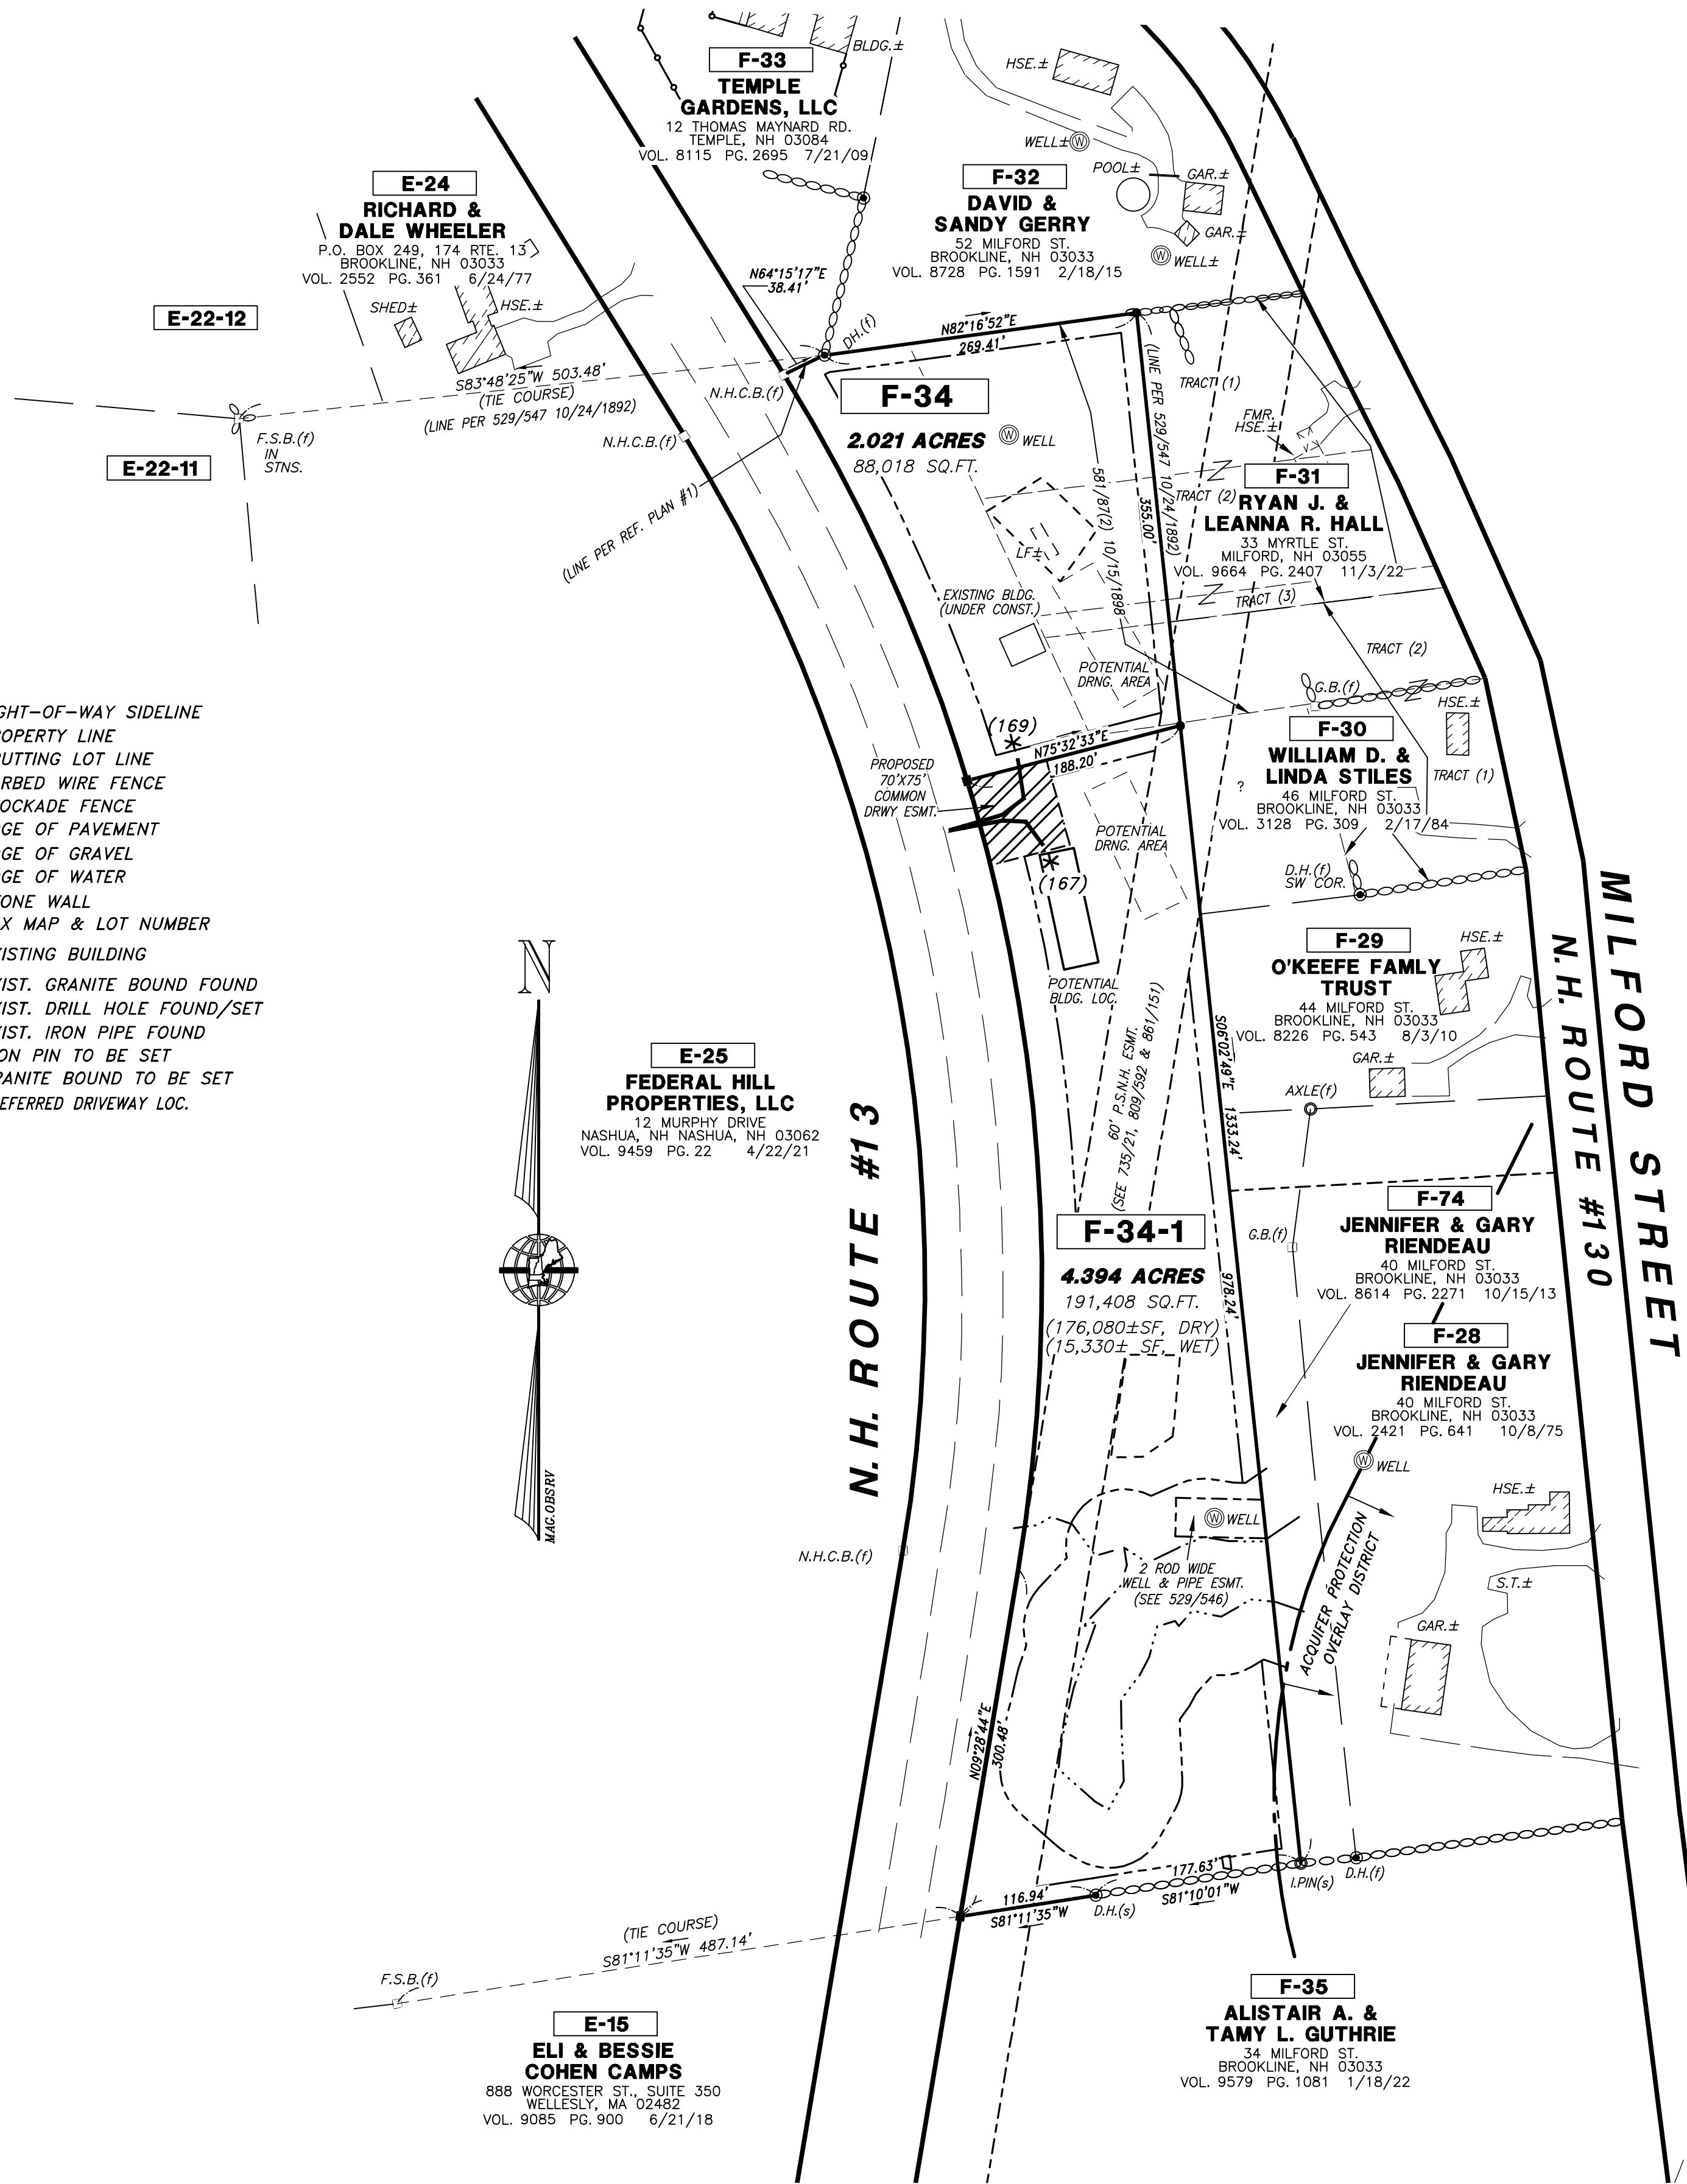 F-33
TEMPLE
GARDENS, LLC
12 THOMAS MAYNARD RD.
TEMPLE, NH 03084
VOL. 8115 PG. 2695 7/21/09
BLDG.±
HSE.±
WELL±
W
POOL±
GAR.±
GAR.±
W
WELL±
F-32
DAVID &
SANDY GERRY
52 MILFORD ST.
BROOKLINE, NH 03033
VOL. 8728 PG. 1591 2/18/15
E-24
RICHARD &
DALE WHEELER
P.O. BOX 249, 174 RTE. 13
BROOKLINE, NH 03033
VOL. 2552 PG. 361 6/24/77
SHED±
HSE.±
E-22-12
E-22-11
F.S.B.(f)
IN
STNS.
S83°48'25"W 503.48'
(TIE COURSE)
(LINE PER 529/547 10/24/1892)
N64°15'17"E
38.41'
DH.(f)
N.H.C.B.(f)
N.H.C.B.(f)
(LINE PER REF. PLAN #1)
N82°16'52"E
269.41'
F-34
2.021 ACRES
88,018 SQ.FT.
W
WELL
(LINE PER 529/547 10/24/1892)
355.00'
581/87(2) 10/15/1898
TRACT (1)
FMR.
HSE.±
TRACT (2)
F-31
RYAN J. &
LEANNA R. HALL
33 MYRTLE ST.
MILFORD, NH 03055
VOL. 9664 PG. 2407 11/3/22
Z
Z
TRACT (3)
TRACT (2)
LF±
EXISTING BLDG.
(UNDER CONST.)
POTENTIAL
DRNG. AREA
G.B.(f)
Z
HSE.±
F-30
WILLIAM D. &
LINDA STILES
46 MILFORD ST.
BROOKLINE, NH 03033
VOL. 3128 PG. 309 2/17/84
TRACT (1)
?
(169)
N75°32'33"E
188.20'
PROPOSED
70'X75'
COMMON
DRWY ESMT.
POTENTIAL
DRNG. AREA
(167)
POTENTIAL
BLDG. LOC.
D.H.(f)
SW COR.
F-29
O'KEEFE FAMLY
TRUST
44 MILFORD ST.
BROOKLINE, NH 03033
VOL. 8226 PG. 543 8/3/10
HSE.±
GAR.±
AXLE(f)
60' P.S.N.H. ESMT.
(SEE 735/21, 809/592 & 861/151)
S06°02'49"E 1333.24'
IGHT-OF-WAY SIDELINE
ROPERTY LINE
BUTTING LOT LINE
ARBED WIRE FENCE
TOCKADE FENCE
DGE OF PAVEMENT
DGE OF GRAVEL
DGE OF WATER
TONE WALL
AX MAP & LOT NUMBER
XISTING BUILDING
XIST. GRANITE BOUND FOUND
XIST. DRILL HOLE FOUND/SET
XIST. IRON PIPE FOUND
RON PIN TO BE SET
RANITE BOUND TO BE SET
REFERRED DRIVEWAY LOC.
N
MAG.OBSRV
E-25
FEDERAL HILL
PROPERTIES, LLC
12 MURPHY DRIVE
NASHUA, NH NASHUA, NH 03062
VOL. 9459 PG. 22 4/22/21
N.H. ROUTE #13
MILFORD STREET
N.H. ROUTE #130
F-34-1
4.394 ACRES
191,408 SQ.FT.
(176,080±SF, DRY)
(15,330± SF, WET)
978.24'
G.B.(f)
F-74
JENNIFER & GARY
RIENDEAU
40 MILFORD ST.
BROOKLINE, NH 03033
VOL. 8614 PG. 2271 10/15/13
F-28
JENNIFER & GARY
RIENDEAU
40 MILFORD ST.
BROOKLINE, NH 03033
VOL. 2421 PG. 641 10/8/75
W
WELL
HSE.±
S.T.±
GAR.±
W
WELL
2 ROD WIDE
WELL & PIPE ESMT.
(SEE 529/546)
ACQUIFER PROTECTION
OVERLAY DISTRICT
N.H.C.B.(f)
N09°28'44"E
300.48'
177.63'
S81°10'01"W
I.PIN(s)
D.H.(f)
116.94'
S81°11'35"W
D.H.(s)
(TIE COURSE)
S81°11'35"W 487.14'
F.S.B.(f)
E-15
ELI & BESSIE
COHEN CAMPS
888 WORCESTER ST., SUITE 350
WELLESLY, MA 02482
VOL. 9085 PG. 900 6/21/18
F-35
ALISTAIR A. &
TAMY L. GUTHRIE
34 MILFORD ST.
BROOKLINE, NH 03033
VOL. 9579 PG. 1081 1/18/22